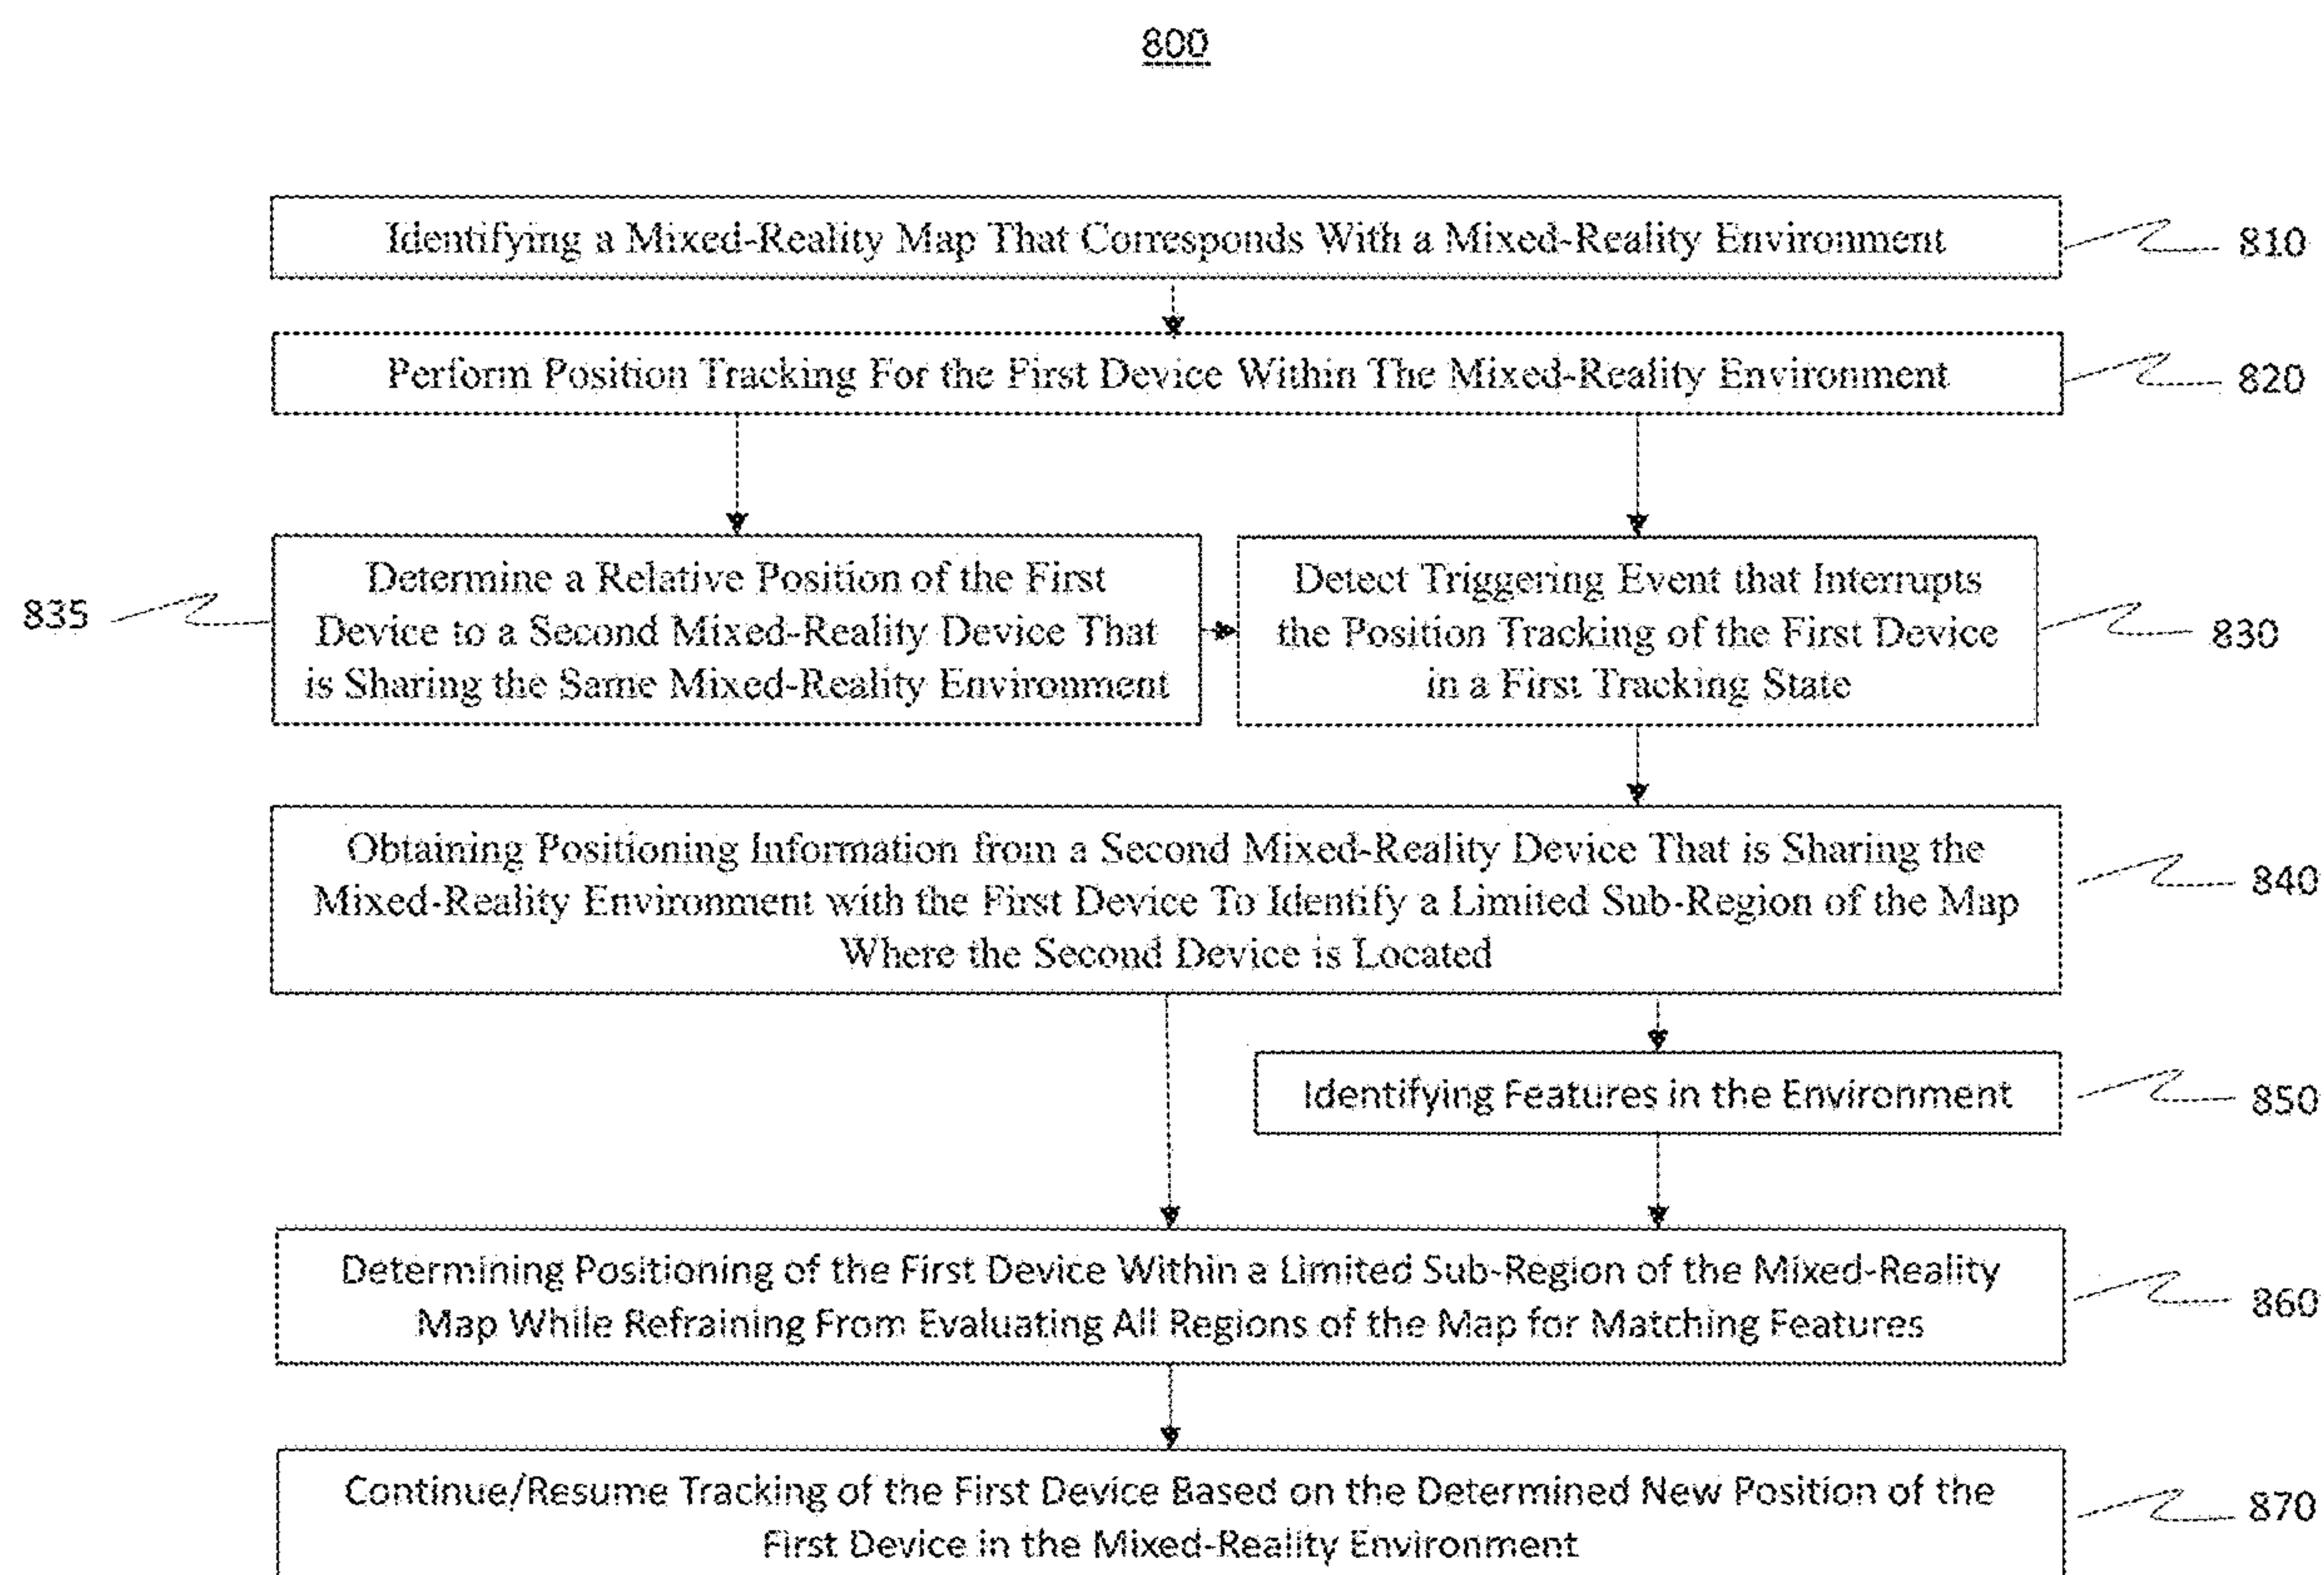 800
Identifying a Mixed-Reality Map That Corresponds With a Mixed-Reality Environment
810
Perform Position Tracking For the First Device Within The Mixed-Reality Environment
820
835
Determine a Relative Position of the First
Device to a Second Mixed-Reality Device That
is Sharing the Same Mixed-Reality Environment
Detect Triggering Event that Interrupts
the Position Tracking of the First Device
in a First Tracking State
830
Obtaining Positioning Information from a Second Mixed-Reality Device That is Sharing the
Mixed-Reality Environment with the First Device To Identify a Limited Sub-Region of the Map
Where the Second Device is Located
840
Identifying Features in the Environment
850
Determining Positioning of the First Device Within a Limited Sub-Region of the Mixed-Reality
Map While Refraining From Evaluating All Regions of the Map for Matching Features
860
Continue/Resume Tracking of the First Device Based on the Determined New Position of the
First Device in the Mixed-Reality Environment
870